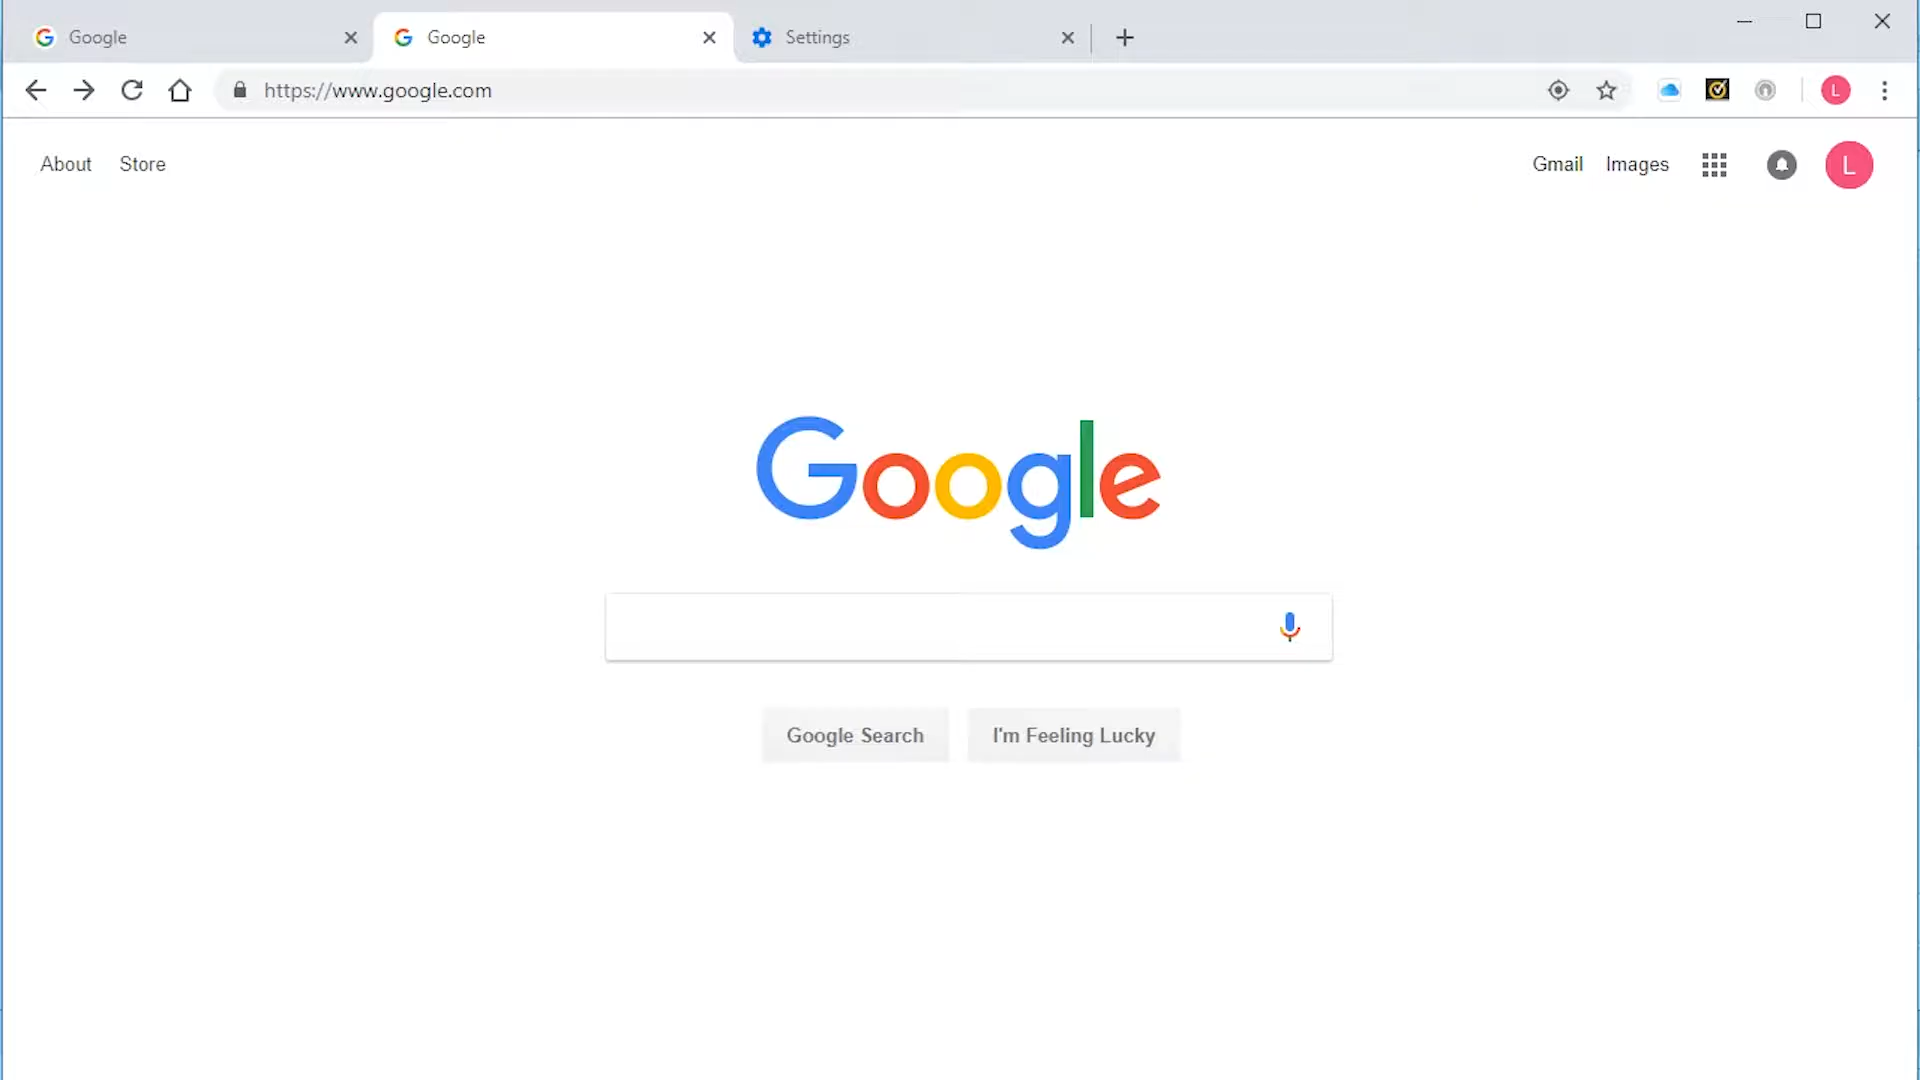 Google Google Settings
https://www.google.com L
About Store Gmail Images L
Google
Google Search I'm Feeling Lucky